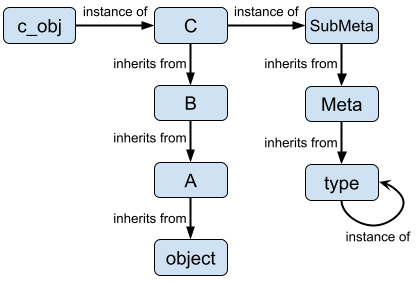 instance of
instance of
c_obj
C
SubMeta
inherits from
inherits from
B
Meta
inherits from
inherits from
A
type
inherits from
instance of
object